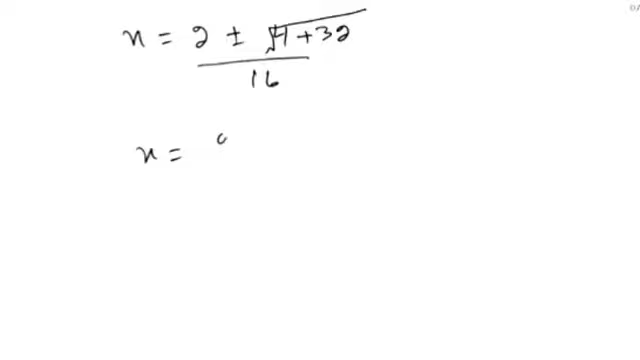 x = 2 ± √4+32
16
x =